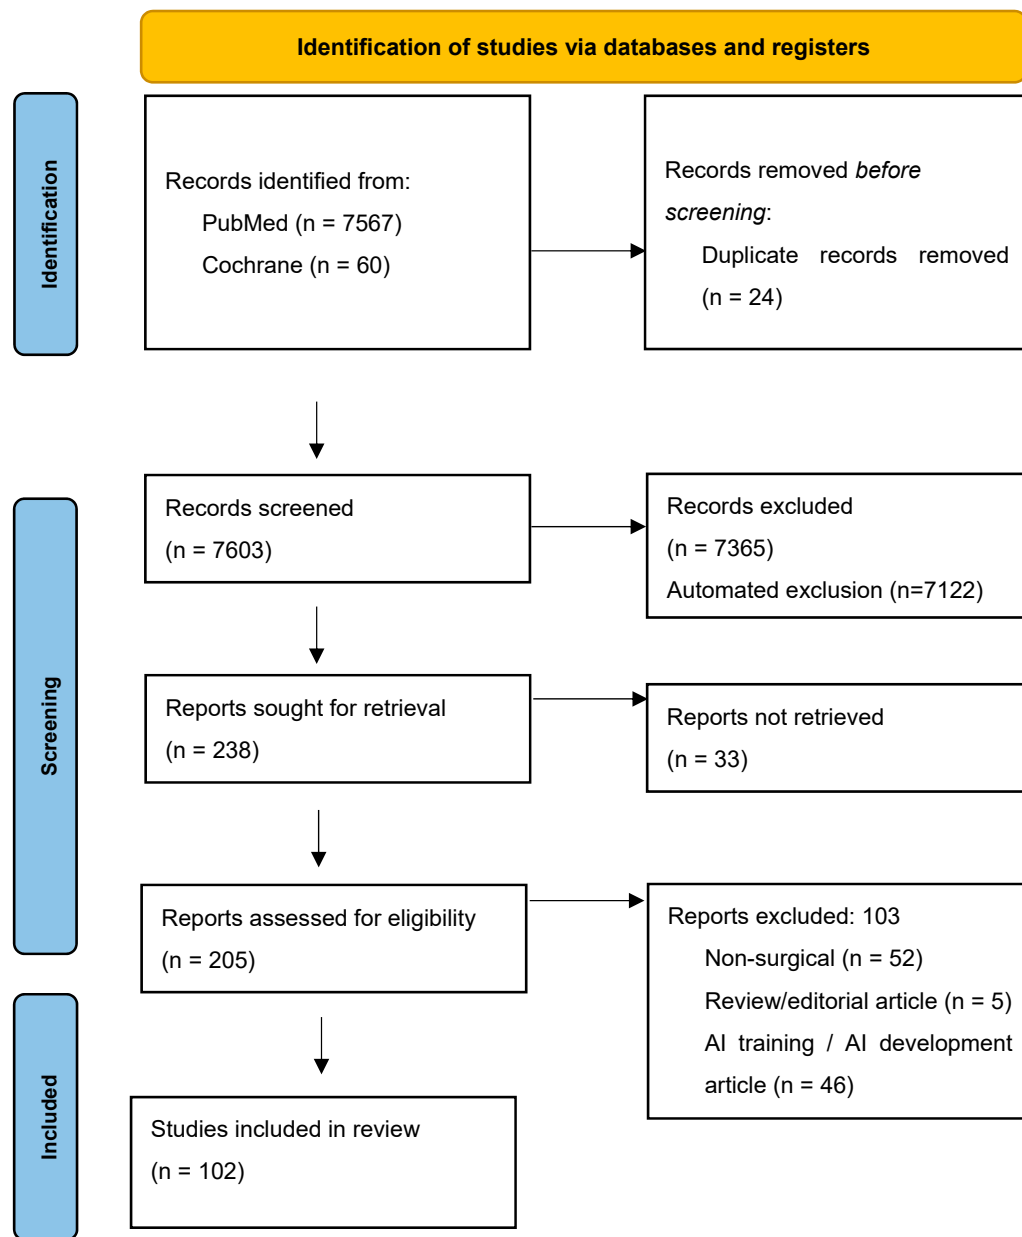 Identification of studies via databases and registers
Identification
Records identified from:
PubMed (n = 7567)
Cochrane (n = 60)
Records removed before
screening:
Duplicate records removed
(n = 24)
Screening
Records screened
(n = 7603)
Records excluded
(n = 7365)
Automated exclusion (n=7122)
Reports sought for retrieval
(n = 238)
Reports not retrieved
(n = 33)
Reports assessed for eligibility
(n = 205)
Reports excluded: 103
Non-surgical (n = 52)
Review/editorial article (n = 5)
AI training / AI development
article (n = 46)
Included
Studies included in review
(n = 102)